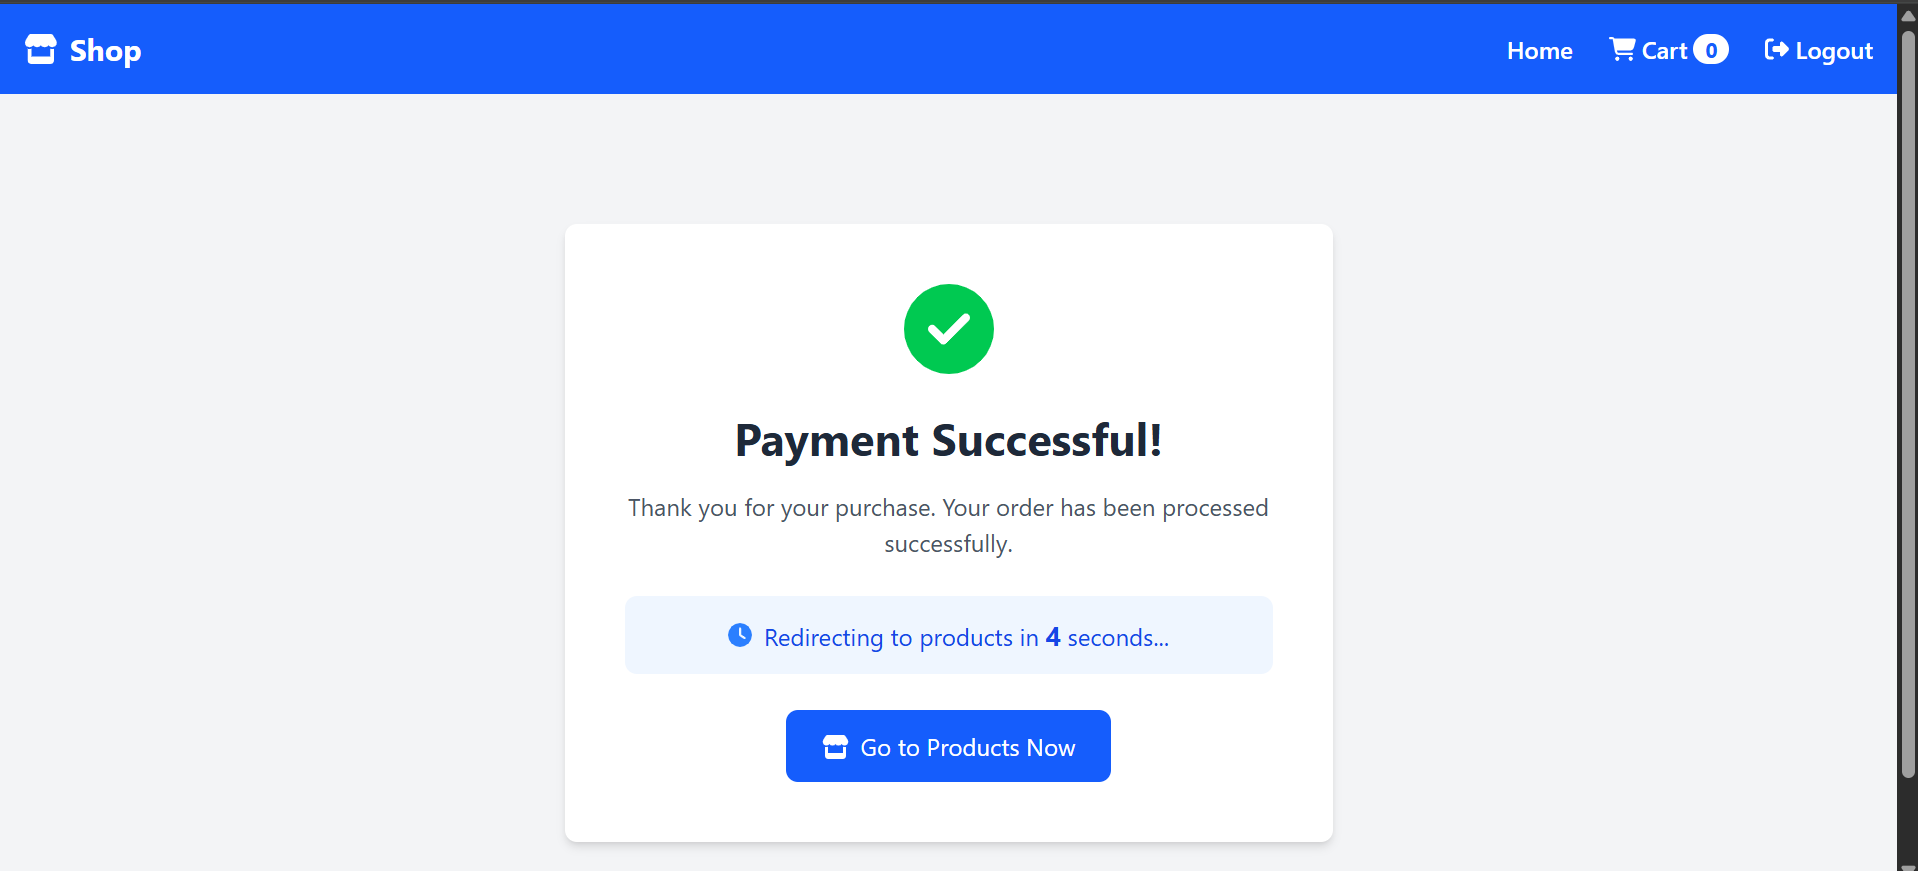 Shop
Home
Cart 0
Logout
Payment Successful!
Thank you for your purchase. Your order has been processed
successfully.
Redirecting to products in 4 seconds...
Go to Products Now